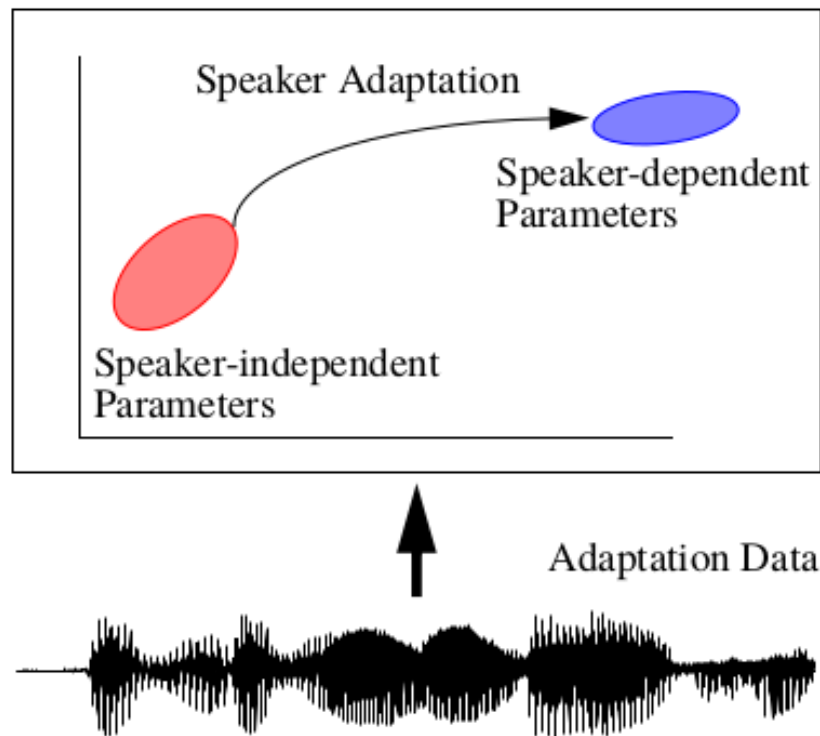 Speaker Adaptation
Speaker-dependent
Parameters
Speaker-independent
Parameters
Adaptation Data